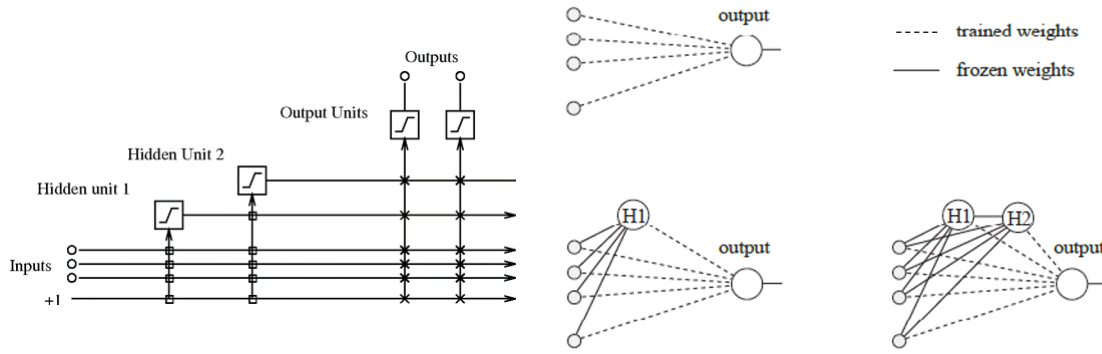 Outputs
Output Units
Hidden Unit 2
Hidden unit 1
Inputs
+1
output
trained weights
frozen weights
H1
output
H1
H2
output